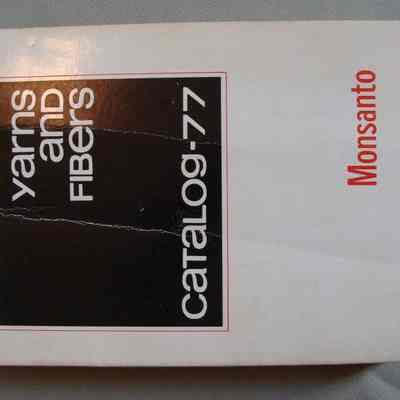 Yarns
and
Fibers
Catalog-77
Monsanto